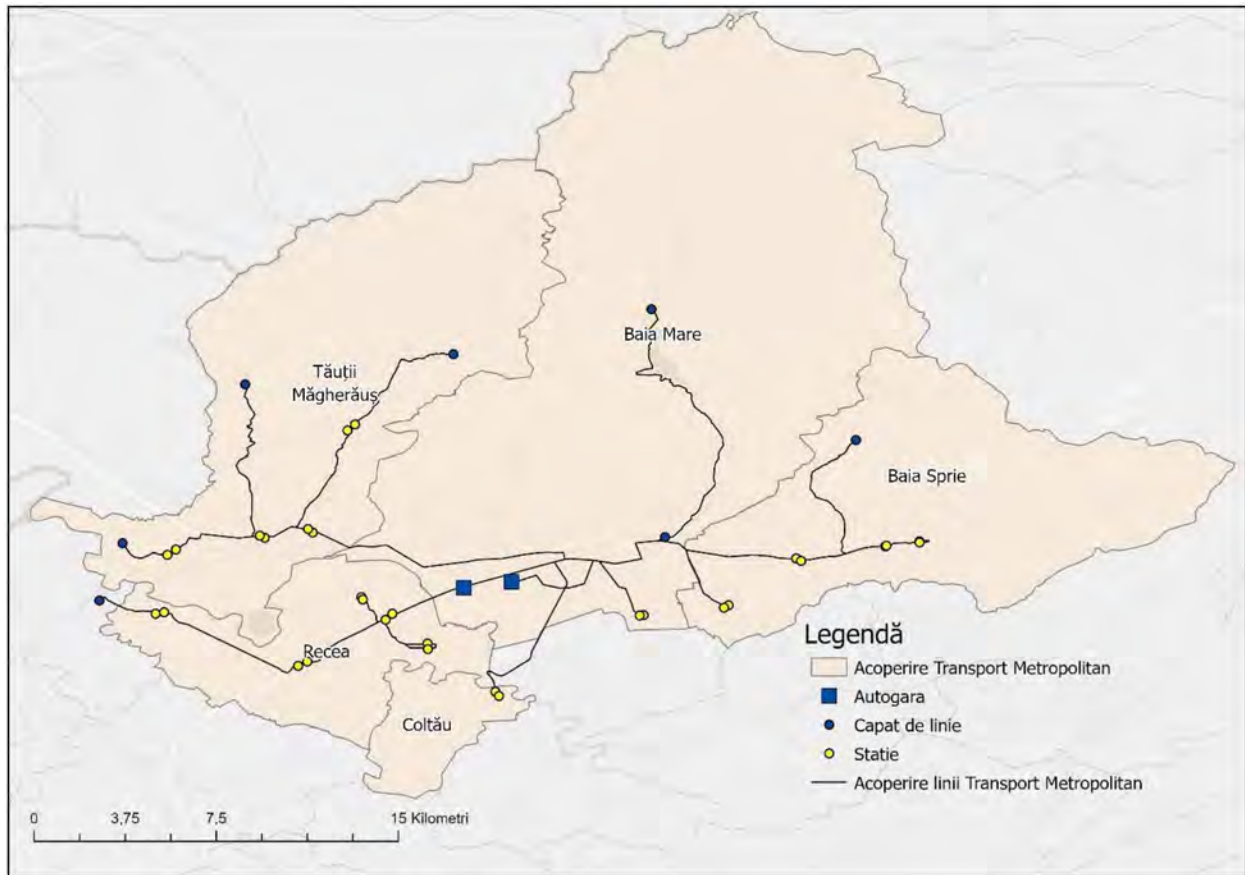 Baia Mare
Tăuții
Măgherăuș
Baia Sprie
Recea
Coltău
Legendă
Acoperire Transport Metropolitan
Autogara
Capat de linie
Statie
Acoperire linii Transport Metropolitan
0 3,75 7,5 15 Kilometri